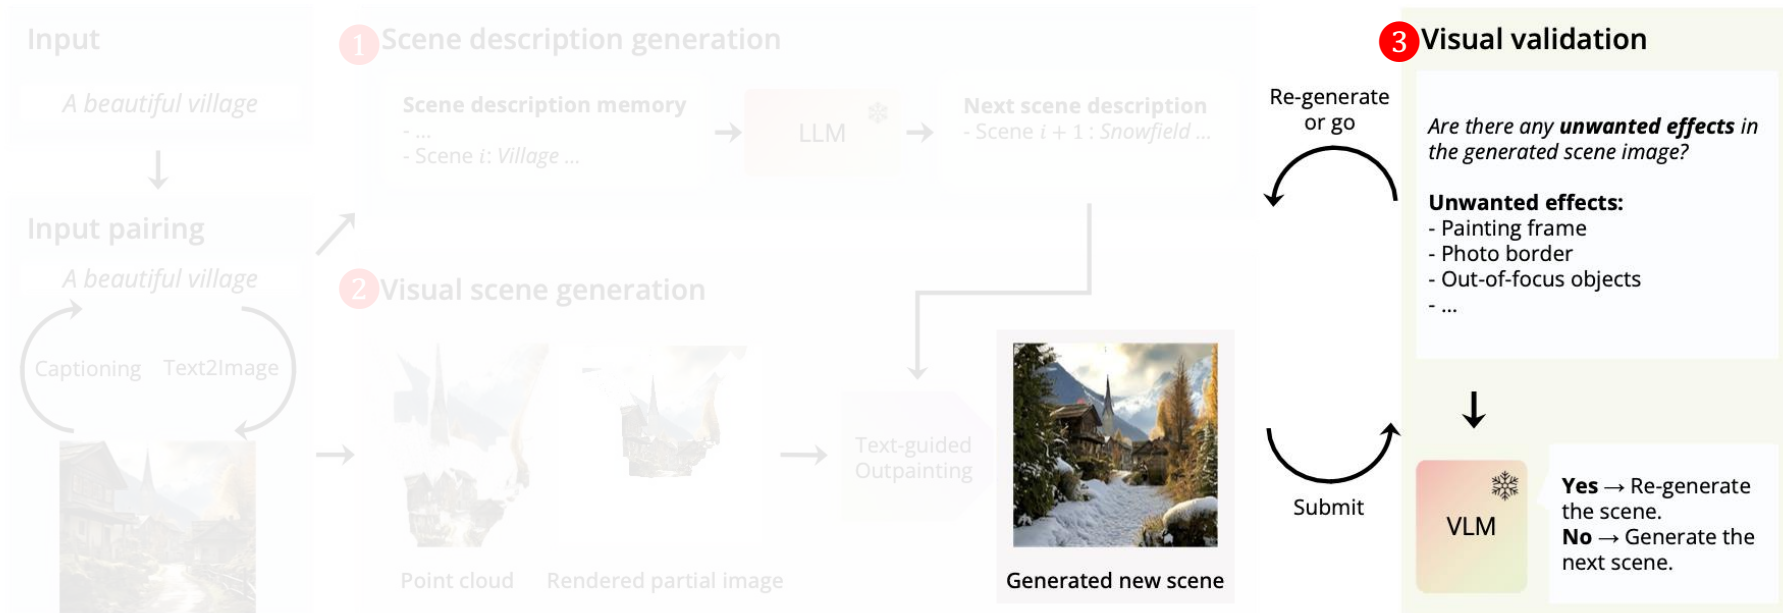 Input
A beautiful village
Input pairing
A beautiful village
Captioning
Text2Image
1 Scene description generation
Scene description memory
- ...
- Scene i: Village ...
LLM
Next scene description
- Scene i + 1 : Snowfield ...
2 Visual scene generation
Point cloud
Rendered partial image
Text-guided
Outpainting
Generated new scene
Re-generate
or go
Submit
3 Visual validation
Are there any unwanted effects in
the generated scene image?
Unwanted effects:
- Painting frame
- Photo border
- Out-of-focus objects
- ...
VLM
Yes → Re-generate
the scene.
No → Generate the
next scene.